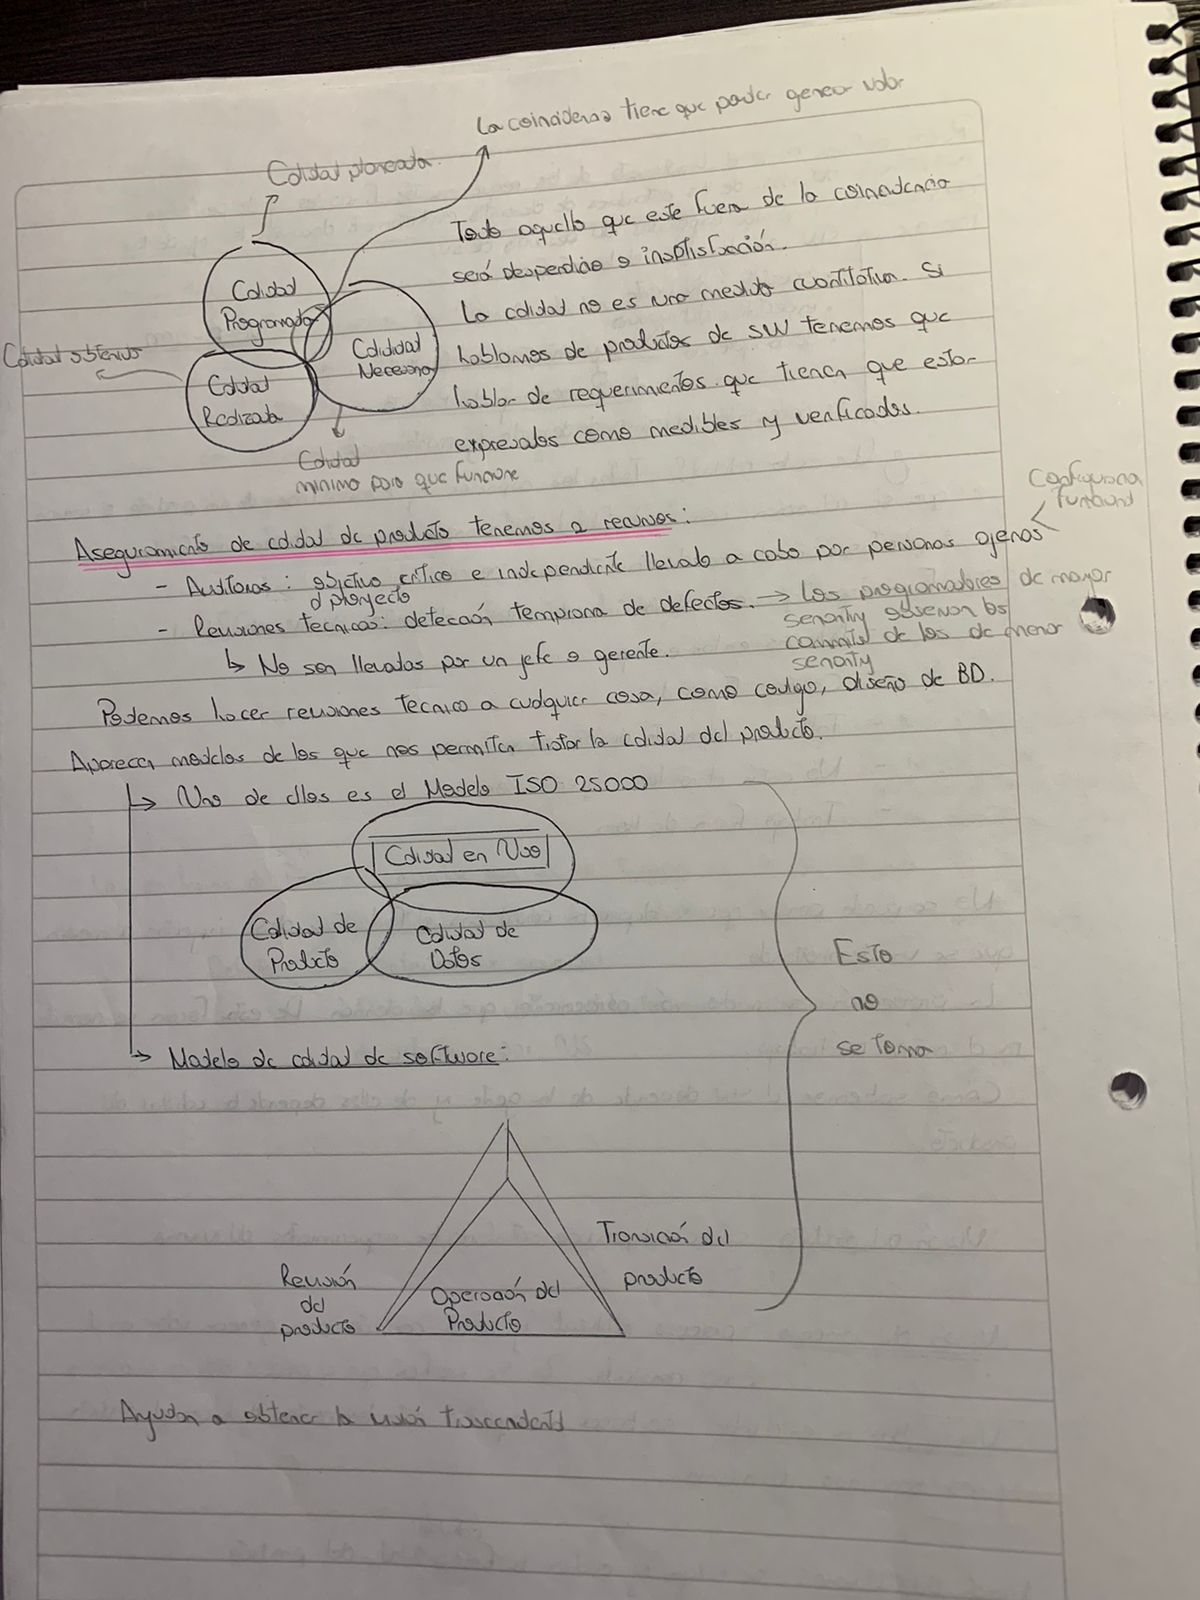 La coincidencia tiene que poder generar valor
Calidad planeada.
Todo aquello que este fuera de la coincidencia
será desperdicio o insatisfacción.
Calidad
Programada
Calidad
Necesaria
Calidad obtenida
Calidad
Realizada
La calidad no es una medida cuantitativa. Si
hablamos de productos de SW tenemos que
hablar de requerimientos que tienen que estar
expresados como medibles y verificados.
Calidad
minimo para que funcione
Aseguramiento de calidad de producto tenemos 2 recursos:
Configuración
Funcional
- Auditorias: objetivo crítico e independiente llevado a cabo por personas ajenas
al proyecto
- Revisiones tecnicas: detección temprana de defectos. → Los programadores de mayor
seniority observan los
commits de los de menor
seniority
↳ No son llevadas por un jefe o gerente.
Podemos hacer revisiones tecnico a cualquier cosa, como codigo, diseño de BD.
Aparecen modelos de los que nos permiten tratar la calidad del producto.
↳ Uno de ellos es el Modelo ISO 25000
Calidad en Uso
Calidad de
Producto
Calidad de
Datos
Esto
no
se toma
→ Modelo de calidad de software:
Revisión
del
producto
Operación del
Producto
Transición del
producto
Ayudan a obtener la visión trascendental